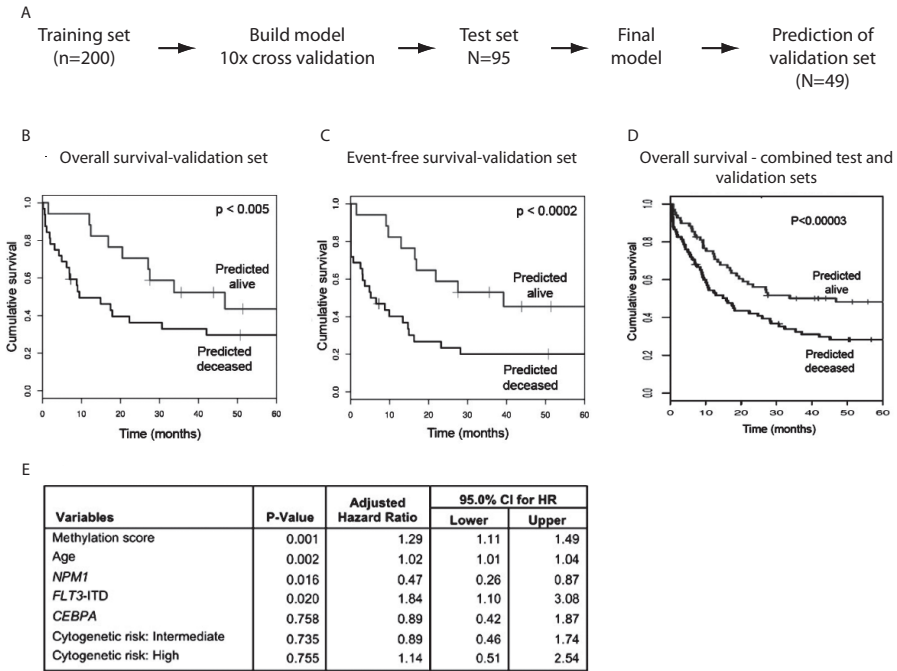 A
Training set
(n=200)
Build model
10x cross validation
Test set
N=95
Final
model
Prediction of
validation set
(N=49)
B
Overall survival-validation set
1.0
0.8
0.6
0.4
0.2
0.0
Cumulative survival
p < 0.005
Predicted
alive
Predicted
deceased
0 10 20 30 40 50 60
Time (months)
C
Event-free survival-validation set
1.0
0.8
0.6
0.4
0.2
0.0
Cumulative survival
p < 0.0002
Predicted
alive
Predicted
deceased
0 10 20 30 40 50 60
Time (months)
D
Overall survival - combined test and
validation sets
1.0
0.8
0.6
0.4
0.2
0.0
Cumulative survival
P<0.00003
Predicted
alive
Predicted
deceased
0 10 20 30 40 50 60
Time (months)
E
Variables P-Value Adjusted Hazard Ratio 95.0% CI for HR
Lower Upper
Methylation score 0.001 1.29 1.11 1.49
Age 0.002 1.02 1.01 1.04
NPM1 0.016 0.47 0.26 0.87
FLT3-ITD 0.020 1.84 1.10 3.08
CEBPA 0.758 0.89 0.42 1.87
Cytogenetic risk: Intermediate 0.735 0.89 0.46 1.74
Cytogenetic risk: High 0.755 1.14 0.51 2.54